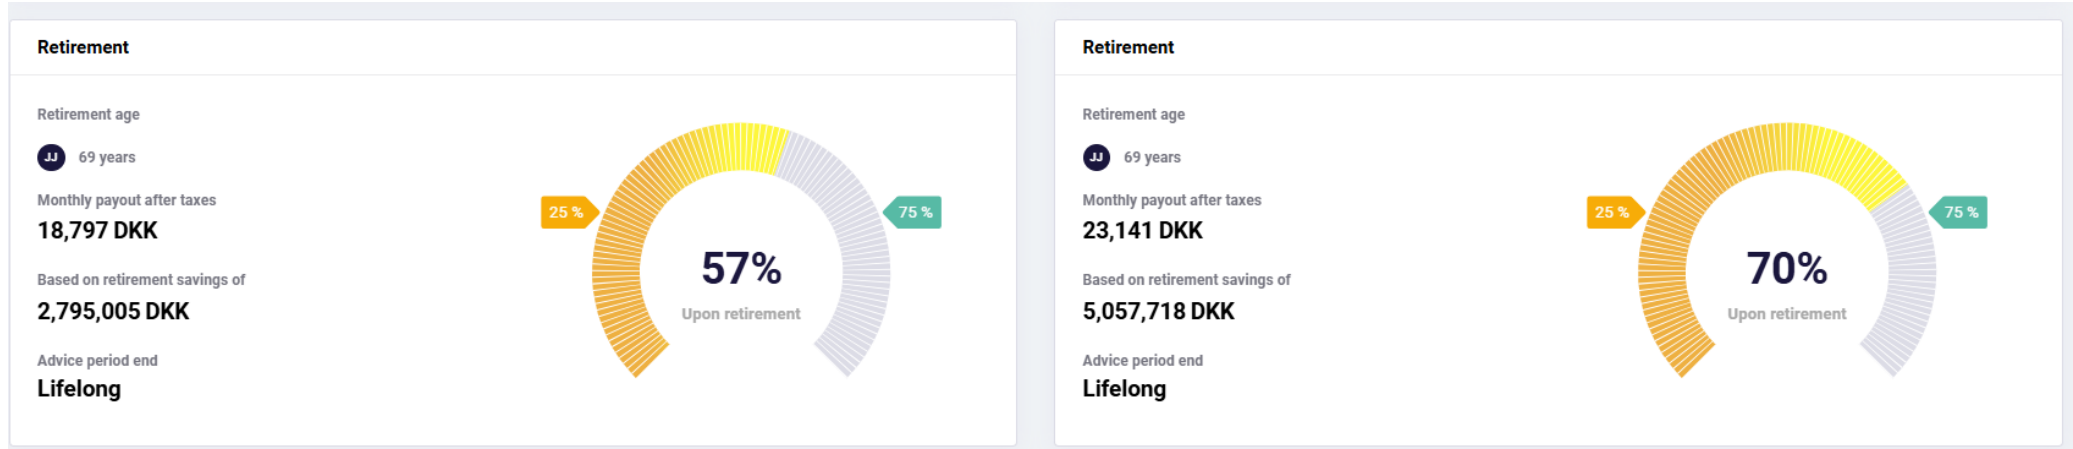 Retirement
Retirement age
JJ 69 years
Monthly payout after taxes
18,797 DKK
Based on retirement savings of
2,795,005 DKK
Advice period end
Lifelong
25 %
75 %
57%
Upon retirement
Retirement
Retirement age
JJ 69 years
Monthly payout after taxes
23,141 DKK
Based on retirement savings of
5,057,718 DKK
Advice period end
Lifelong
25 %
75 %
70%
Upon retirement